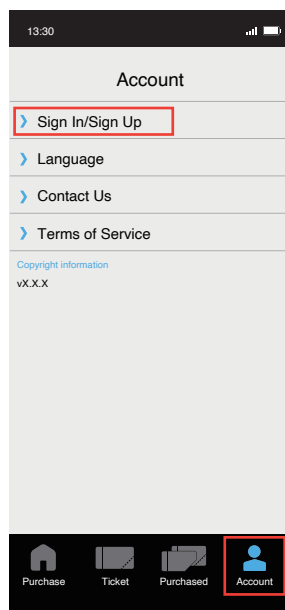 13:30
Account
Sign In/Sign Up
Language
Contact Us
Terms of Service
Copyright information
vX.X.X
Purchase Ticket Purchased Account